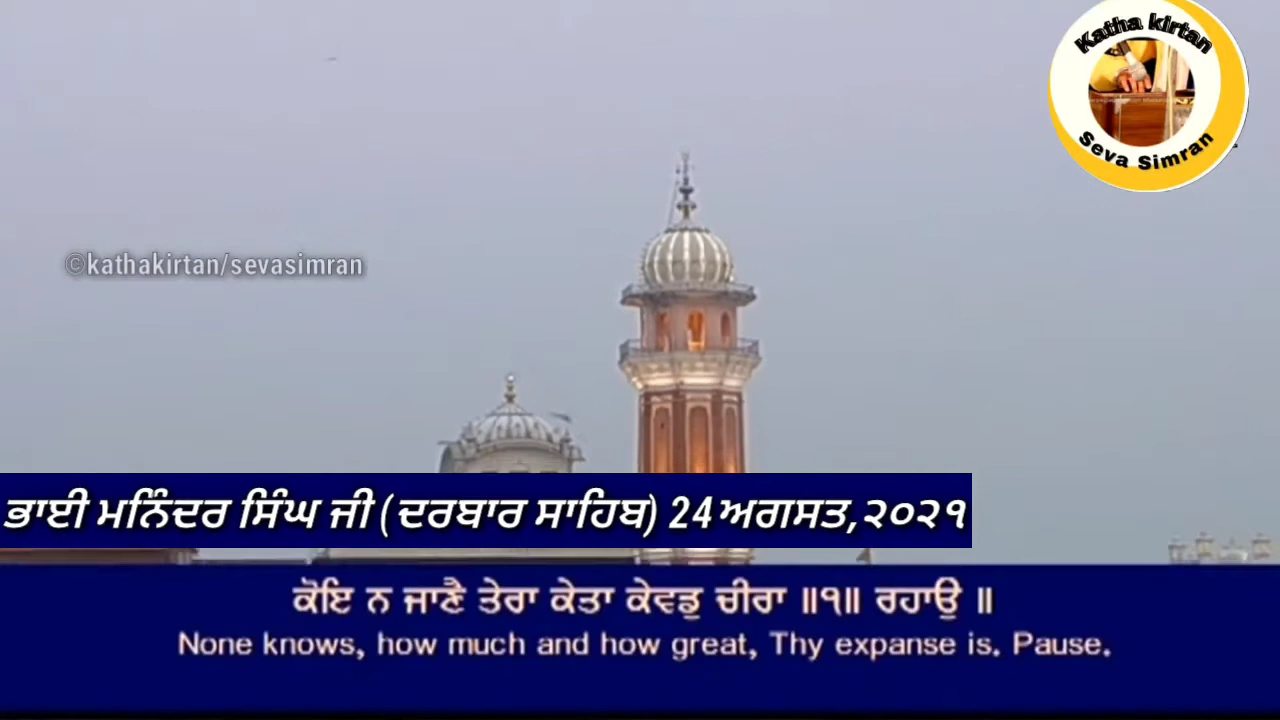 Katha kirtan
Seva Simran
©kathakirtan/sevasimran
ਭਾਈ ਮਨਿੰਦਰ ਸਿੰਘ ਜੀ (ਦਰਬਾਰ ਸਾਹਿਬ) 24 ਅਗਸਤ,੨੦੨੧
ਕੋਇ ਨ ਜਾਣੈ ਤੇਰਾ ਕੇਤਾ ਕੇਵਡੁ ਚੀਰਾ ॥੧॥ ਰਹਾਉ ॥
None knows, how much and how great, Thy expanse is. Pause.